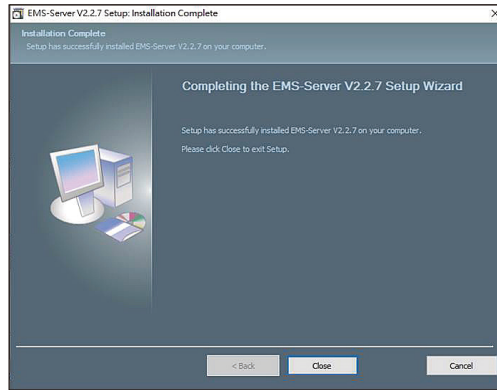 EMS-Server V2.2.7 Setup: Installation Complete
Installation Complete
Setup has successfully installed EMS-Server V2.2.7 on your computer.
Completing the EMS-Server V2.2.7 Setup Wizard
Setup has successfully installed EMS-Server V2.2.7 on your computer.
Please click Close to exit Setup.
< Back
Close
Cancel